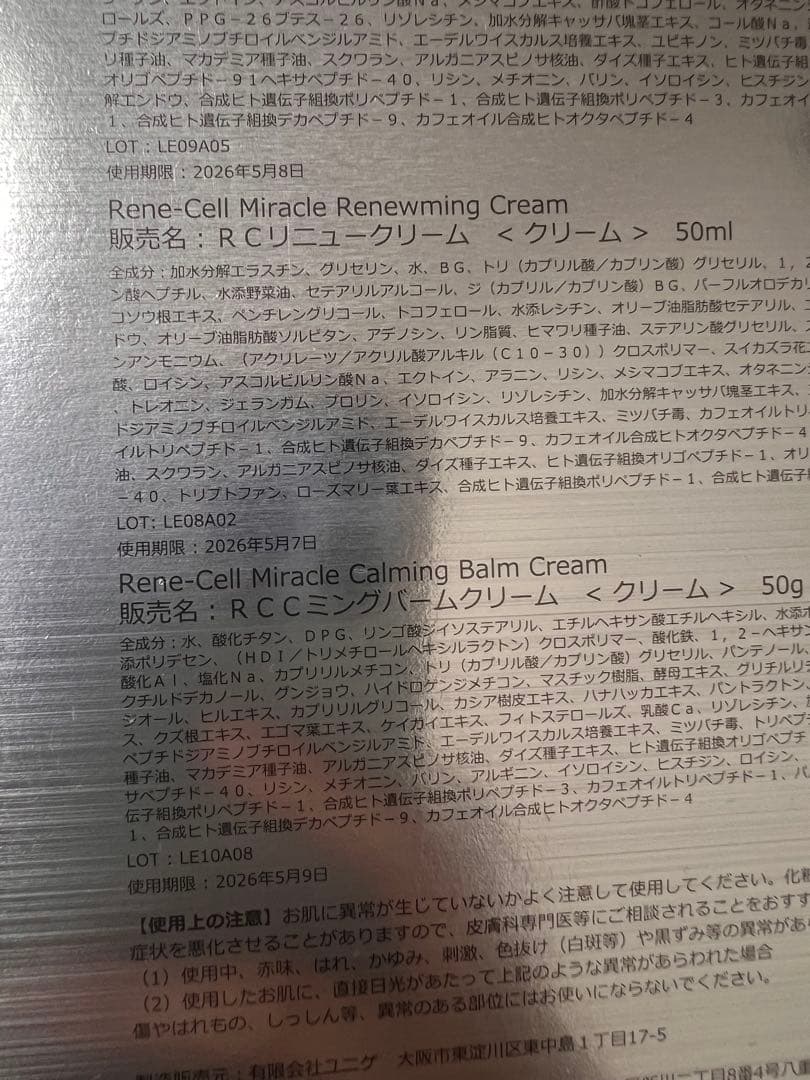 ロールズ、ＰＰＧ－２６ブテス－２６、リゾレシチン、加水分解キャッサバ塊茎エキス、コール酸Ｎａ、
プチドジアミノブチロイルベンジルアミド、エーデルワイスカルス培養エキス、ユビキノン、ミツバチ毒
リ種子油、マカデミア種子油、スクワラン、アルガニアスピノサ核油、ダイズ種子エキス、ヒト遺伝子組
オリゴペプチド－９１ヘキサペプチド－４０、リシン、メチオニン、バリン、イソロイシン、ヒスチジン
解エンドウ、合成ヒト遺伝子組換ポリペプチド－１、合成ヒト遺伝子組換ポリペプチド－３、カフェオイ
１、合成ヒト遺伝子組換デカペプチド－９、カフェオイル合成ヒトオクタペプチド－４
LOT : LE09A05
使用期限 : 2026年5月8日
Rene-Cell Miracle Renewming Cream
販売名：ＲＣリニュークリーム ＜クリーム＞ 50ml
全成分：加水分解エラスチン、グリセリン、水、ＢＧ、トリ（カプリル酸／カプリン酸）グリセリル、１，２
ン酸ヘプチル、水添野菜油、セテアリルアルコール、ジ（カプリル／カプリン酸）ＢＧ、パーフルオロデカリ
コソウ根エキス、ペンチレングリコール、トコフェロール、水添レシチン、オリーブ油脂肪酸セテアリル、
ドウ、オリーブ油脂肪酸ソルビタン、アデノシン、リン脂質、ヒマワリ種子油、ステアリン酸グリセリル、
ンアンモニウム、（アクリレーツ／アクリル酸アルキル（Ｃ１０－３０））クロスポリマー、スイカズラ花
酸、ロイシン、アスコルビルリン酸Ｎａ、エクトイン、アラニン、リシン、メシマコブエキス、オタネニン
、トレオニン、ジェランガム、プロリン、イソロイシン、リゾレシチン、加水分解キャッサバ塊茎エキス、
ドジアミノブチロイルベンジルアミド、エーデルワイスカルス培養エキス、ミツバチ毒、カフェオイルトリ
イルトリペプチド－１、合成ヒト遺伝子組換デカペプチド－９、カフェオイル合成ヒトオクタペプチド－４
油、スクワラン、アルガニアスピノサ核油、ダイズ種子エキス、ヒト遺伝子組換オリゴペプチド－１、オリ
－４０、トリプトファン、ローズマリー葉エキス、合成ヒト遺伝子組換ポリペプチド－１、合成ヒト遺伝子
LOT: LE08A02
使用期限 : 2026年5月7日
Rene-Cell Miracle Calming Balm Cream
販売名：ＲＣＣミングバームクリーム ＜クリーム＞ 50g
全成分：水、酸化チタン、ＤＰＧ、リンゴ酸ジイソステアリル、エチルヘキサン酸エチルヘキシル、水添ポ
添ポリデセン、（ＨＤＩ／トリメチロールヘキシルラクトン）クロスポリマー、酸化鉄、１，２－ヘキサン
酸化Ａｌ、塩化Ｎａ、カプリリルメチコン、トリ（カプリル酸／カプリン酸）グリセリル、パンテノール、
クチルドデカノール、グンジョウ、ハイドロゲンジメチコン、マスチック樹脂、酵母エキス、グリチルリチ
ジオール、ヒルエキス、カプリリルグリコール、カシア樹皮エキス、ハナハッカエキス、パントラクトン、
ス、クズ根エキス、エゴマ葉エキス、ケイガイエキス、フィトステロールズ、乳酸Ｃａ、リゾレシチン、
ペプチドジアミノブチロイルベンジルアミド、エーデルワイスカルス培養エキス、ミツバチ毒、トリペプチ
種子油、マカデミア種子油、アルガニアスピノサ核油、ダイズ種子エキス、ヒト遺伝子組換オリゴペプチ
サペプチド－４０、リシン、メチオニン、バリン、アルギニン、イソロイシン、ヒスチジン、ロイシン、
伝子組換ポリペプチド－１、合成ヒト遺伝子組換ポリペプチド－３、カフェオイルトリペプチド－１、パ
１、合成ヒト遺伝子組換デカペプチド－９、カフェオイル合成ヒトオクタペプチド－４
LOT : LE10A08
使用期限 : 2026年5月9日
【使用上の注意】お肌に異常が生じていないかよく注意して使用してください。化粧
症状を悪化させることがありますので、皮膚科専門医等にご相談されることをおすす
（1）使用中、赤味、はれ、かゆみ、刺激、色抜け（白斑等）や黒ずみ等の異常があら
（2）使用したお肌に、直接日光があたって上記のような異常があらわれた場合
傷やはれもの、しっしん等、異常のある部位にはお使いにならないでください。
製造販売元：有限会社ユニゲ 大阪市東淀川区東中島１丁目17-5
二丁目8番4号八